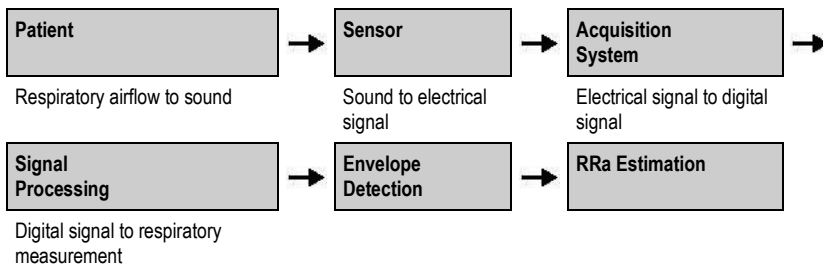 Patient
Sensor
Acquisition
System
Respiratory airflow to sound
Sound to electrical
signal
Electrical signal to digital
signal
Signal
Processing
Envelope
Detection
RRa Estimation
Digital signal to respiratory
measurement